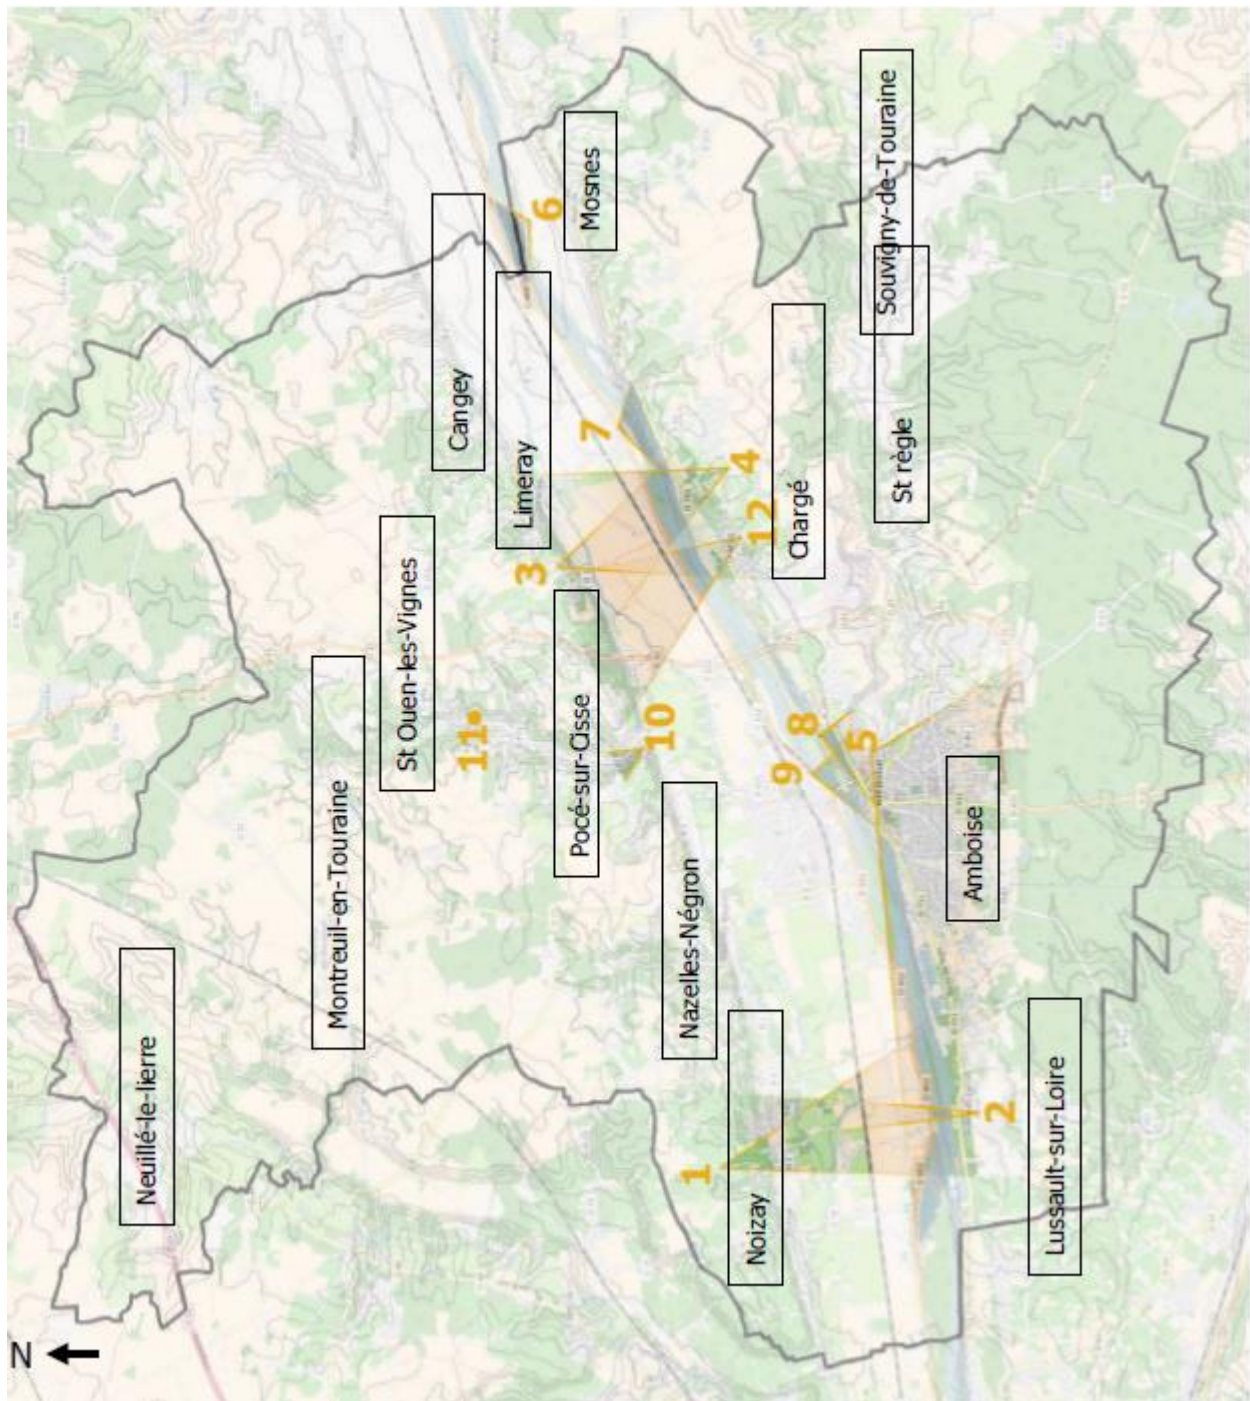 N
Neuillé-le-lierre
Montreuil-en-Touraine
St Ouen-les-Vignes
Cangey
11
Limeray
3
6
Pocé-sur-Cisse
Mosnes
7
10
Nazelles-Négron
1
4
Noizay
12
9
Chargé
8
5
Souvigny-de-Touraine
St règle
Amboise
2
Lussault-sur-Loire